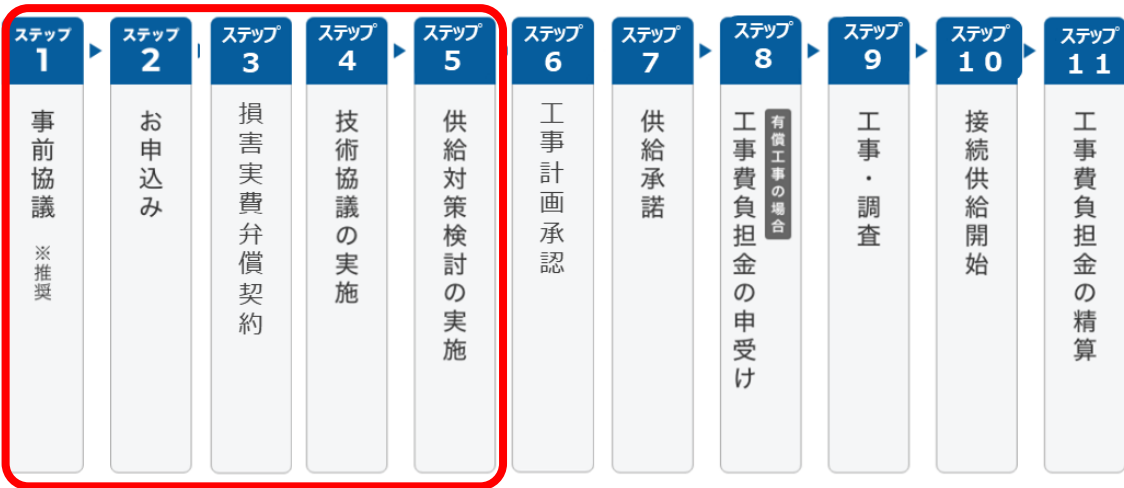 ステップ
1
事前協議 ※推奨
ステップ
2
お申込み
ステップ
3
損害実費弁償契約
ステップ
4
技術協議の実施
ステップ
5
供給対策検討の実施
ステップ
6
工事計画承認
ステップ
7
供給承諾
ステップ
8
有償工事の場合
工事費負担金の申受け
ステップ
9
工事・調査
ステップ
10
接続供給開始
ステップ
11
工事費負担金の精算